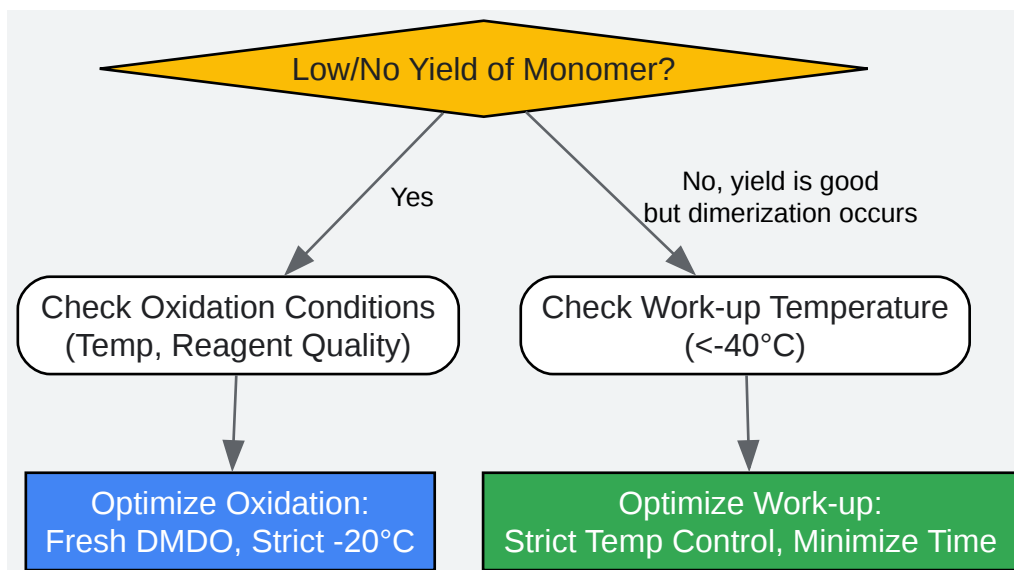 Low/No Yield of Monomer?
Yes
No, yield is good
but dimerization occurs
Check Oxidation Conditions
(Temp, Reagent Quality)
Check Work-up Temperature
(<-40°C)
Optimize Oxidation:
Fresh DMDO, Strict -20°C
Optimize Work-up:
Strict Temp Control, Minimize Time